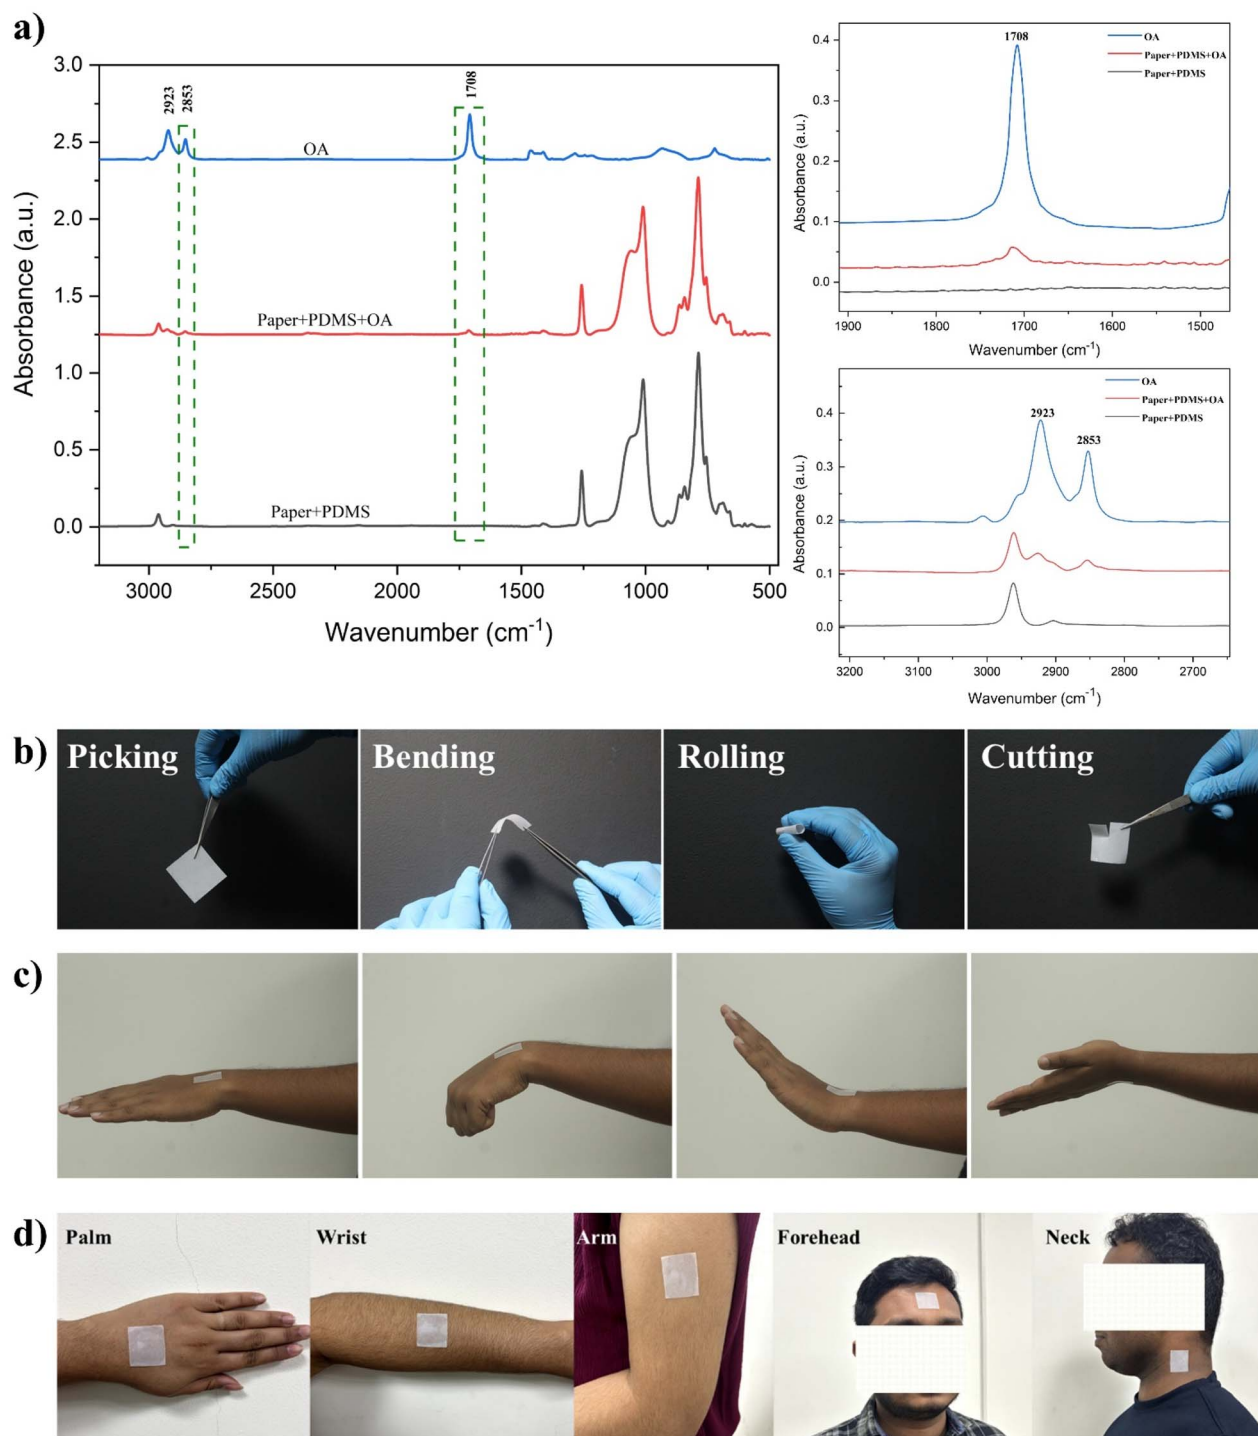 a)
3.0
2.5
2.0
1.5
1.0
0.5
0.0
Absorbance (a.u.)
2923
2853
1708
OA
Paper+PDMS+OA
Paper+PDMS
3000 2500 2000 1500 1000 500
Wavenumber (cm-1)
1708
OA
Paper+PDMS+OA
Paper+PDMS
0.4
0.3
0.2
0.1
0.0
Absorbance (a.u.)
1900 1800 1700 1600 1500
Wavenumber (cm-1)
2923
2853
OA
Paper+PDMS+OA
Paper+PDMS
0.4
0.3
0.2
0.1
0.0
Absorbance (a.u.)
3200 3100 3000 2900 2800 2700
Wavenumber (cm-1)
b)
Picking
Bending
Rolling
Cutting
c)
d)
Palm
Wrist
Arm
Forehead
Neck